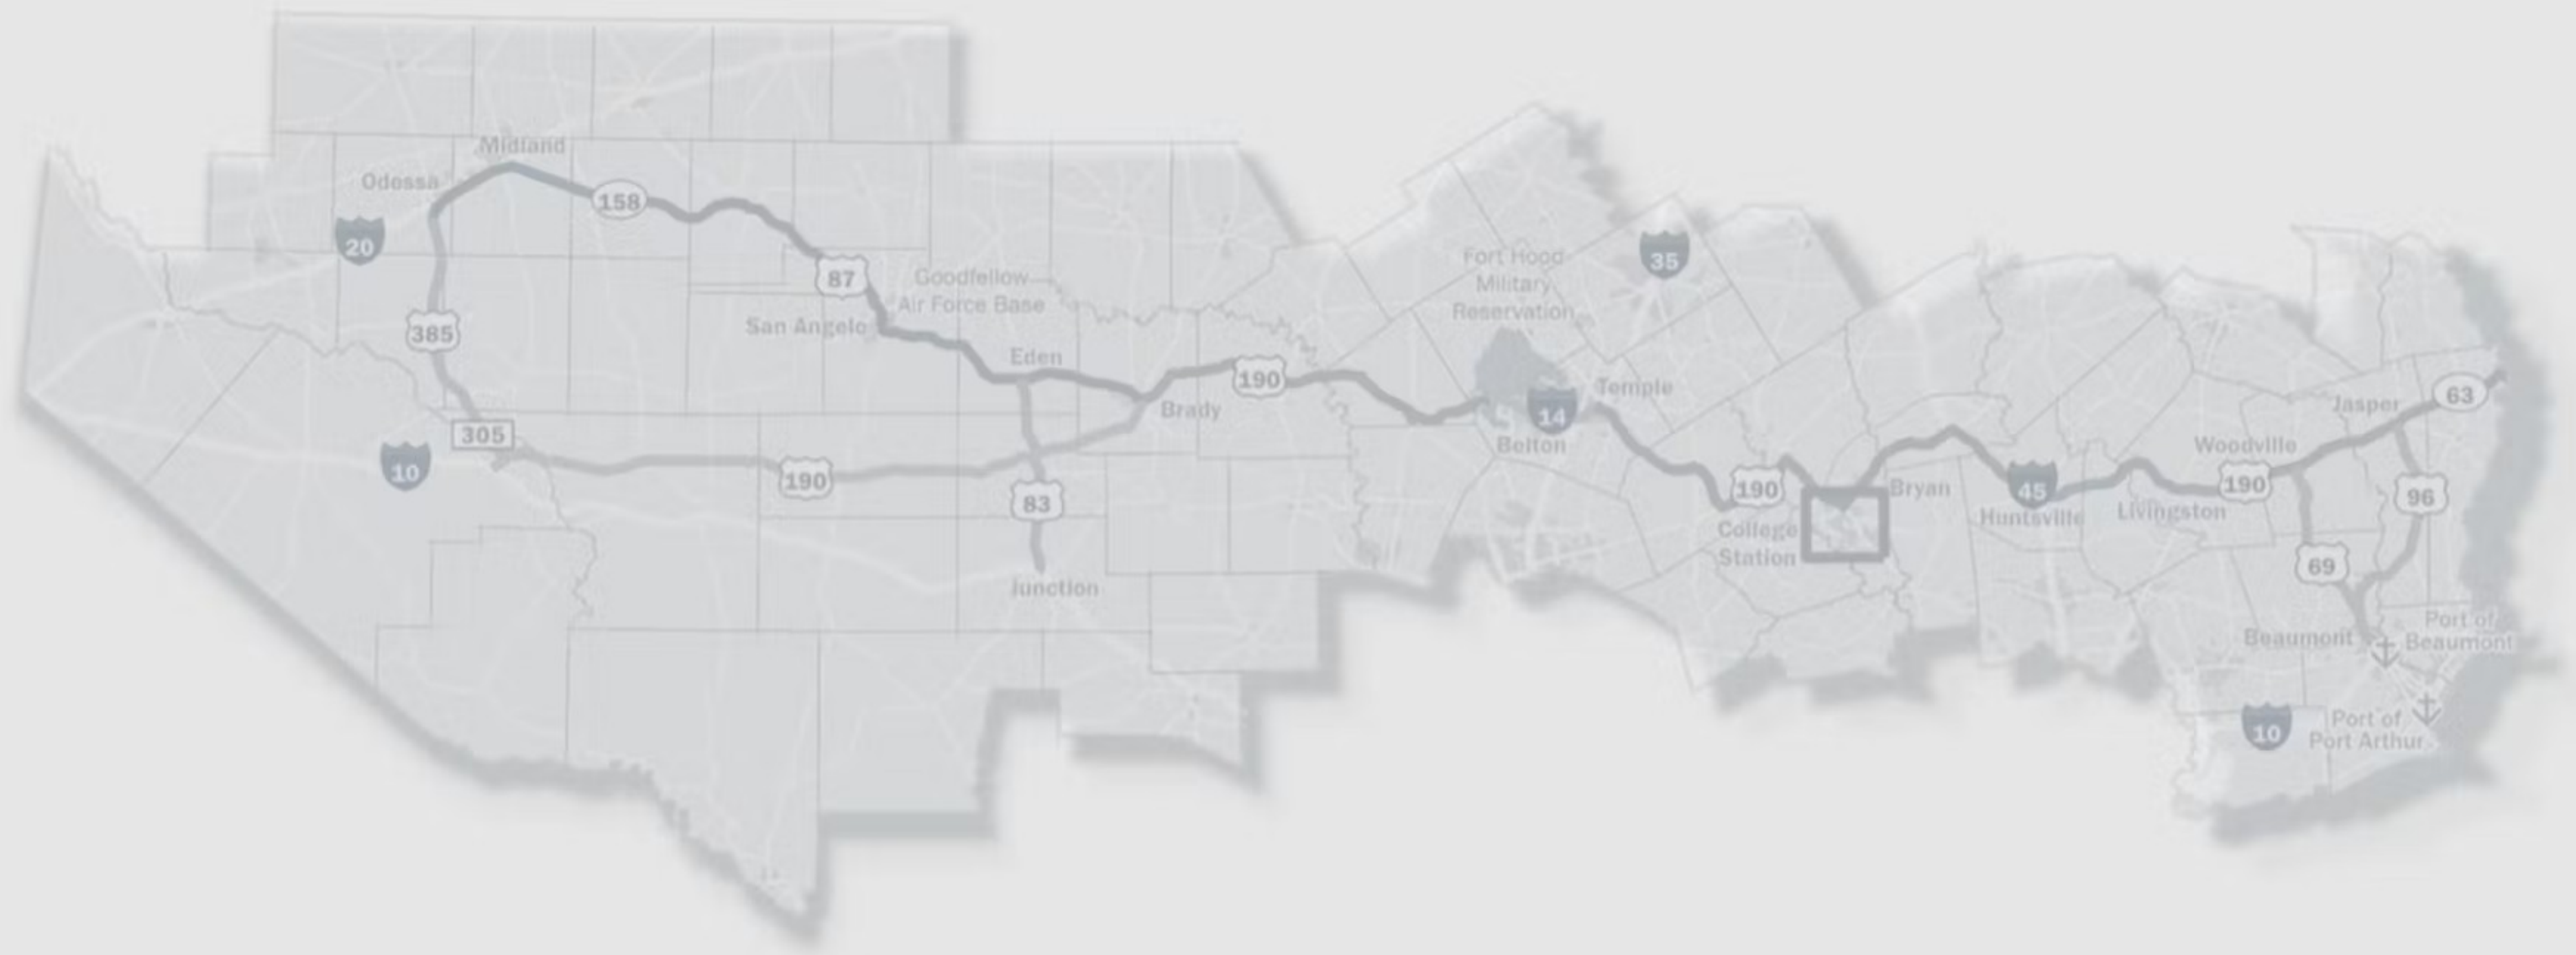 Midland
Odossa
158
20
87
Goodfellow
Air Force Base
385
San Angelo
Eden
305
10
190
83
Junction
Brady
190
Fort Hood
Military
Reservation
35
14
Temple
Belton
190
College
Station
Bryan
45
Huntsville
Livingston
Woodville
190
Jasper
63
96
69
Beaumont
Port of
Beaumont
10
Port of
Port Arthur